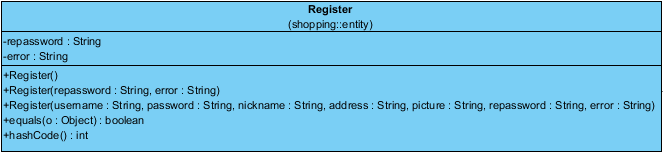 Register
(shopping::entity)
-repassword : String
-error : String
+Register()
+Register(repassword : String, error : String)
+Register(username : String, password : String, nickname : String, address : String, picture : String, repassword : String, error : String)
+equals(o : Object) : boolean
+hashCode() : int